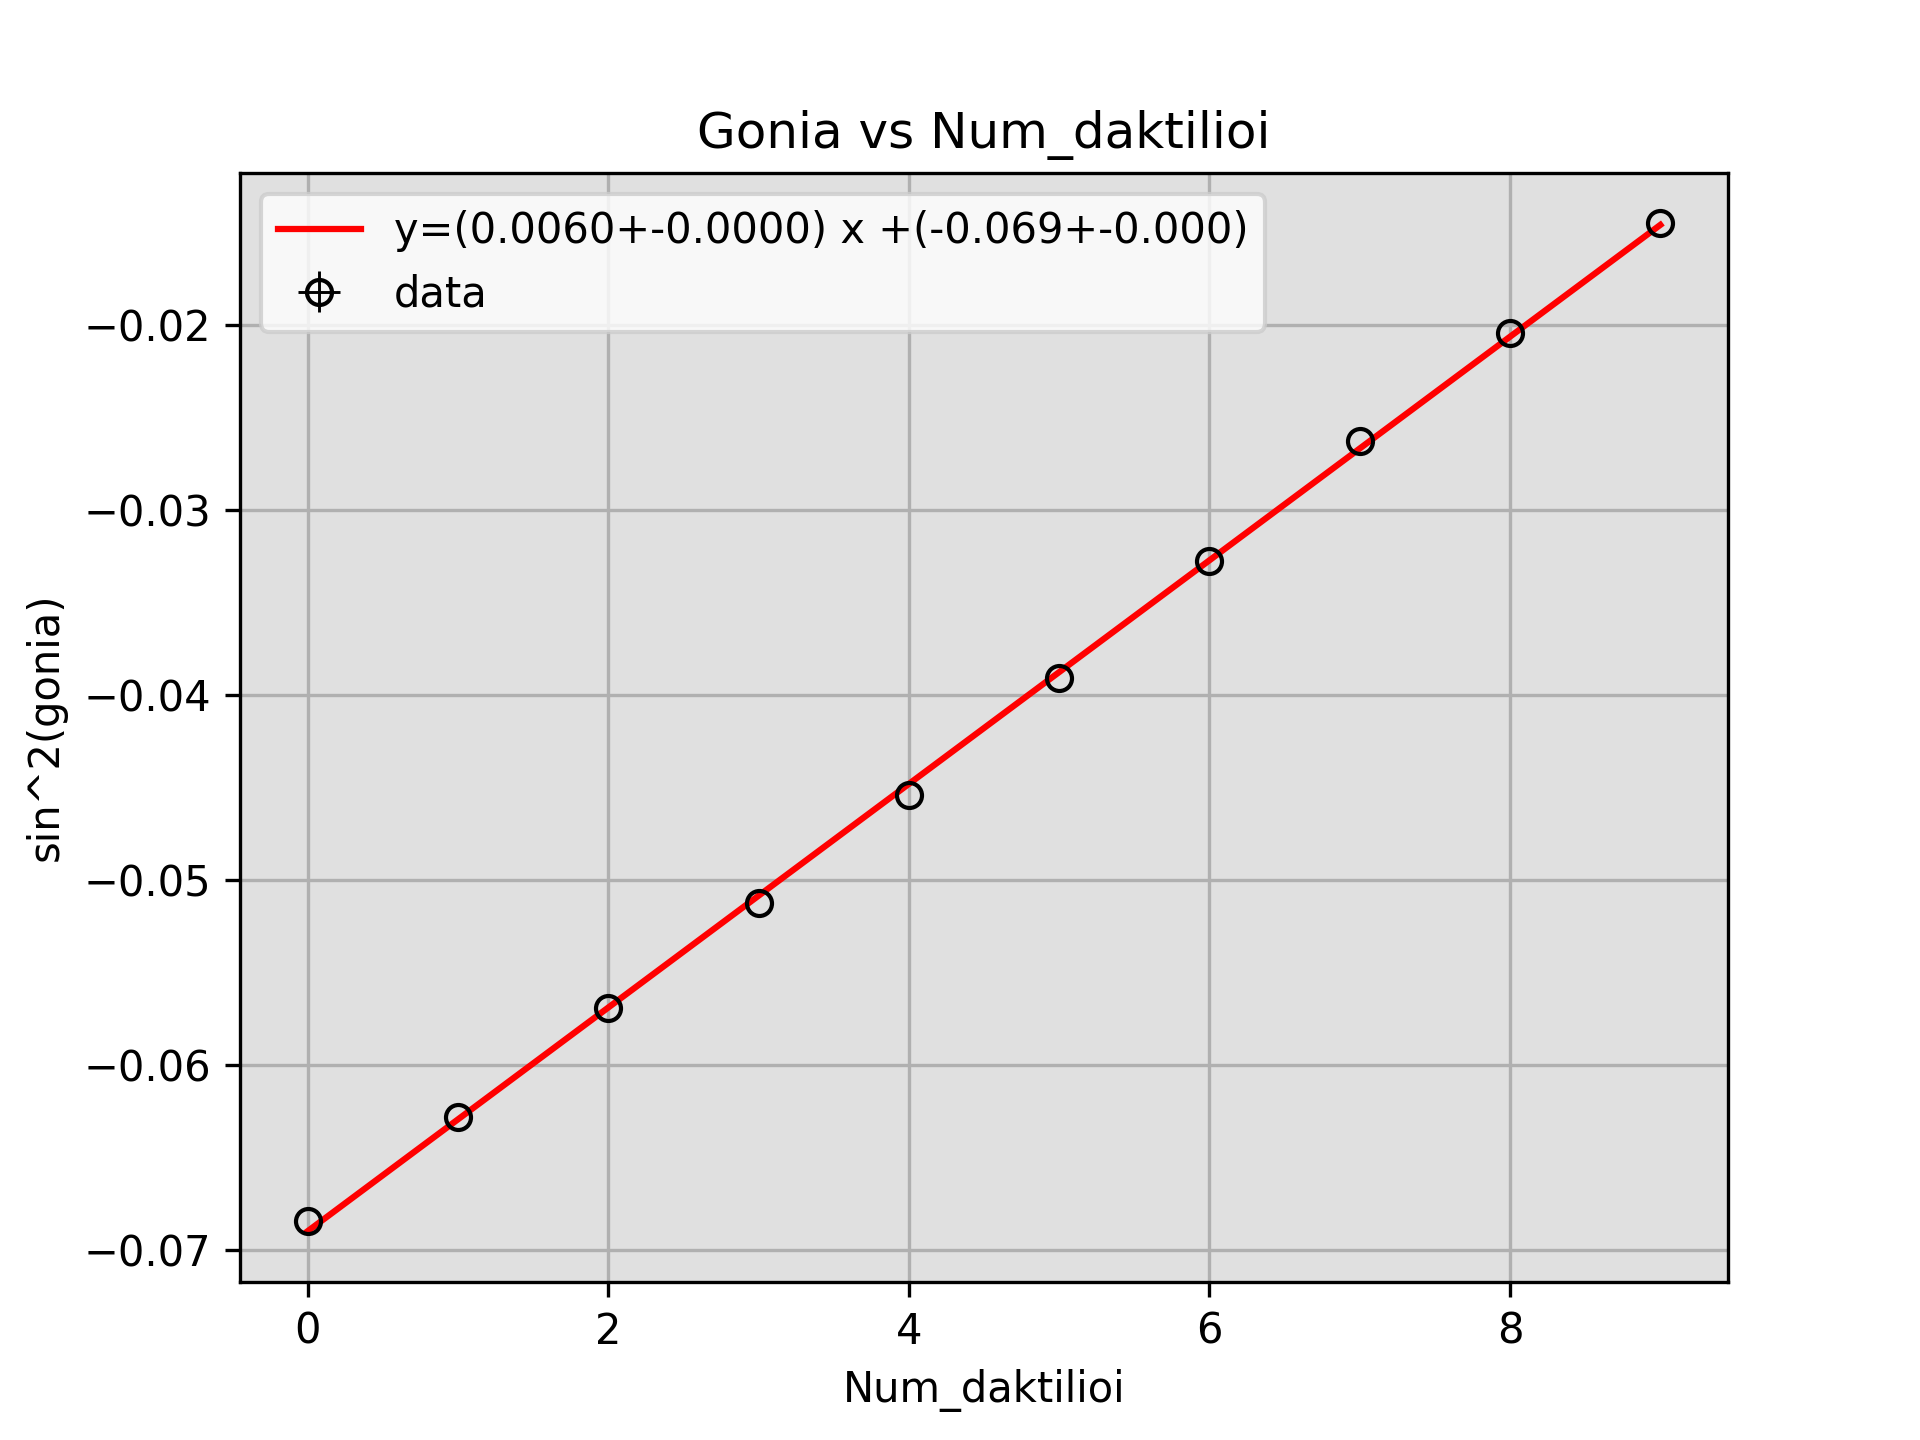 Gonia vs Num_daktilioi
y=(0.0060+-0.0000) x +(-0.069+-0.000)
data
−0.02
−0.03
−0.04
−0.05
−0.06
−0.07
sin^2(gonia)
0 2 4 6 8
Num_daktilioi